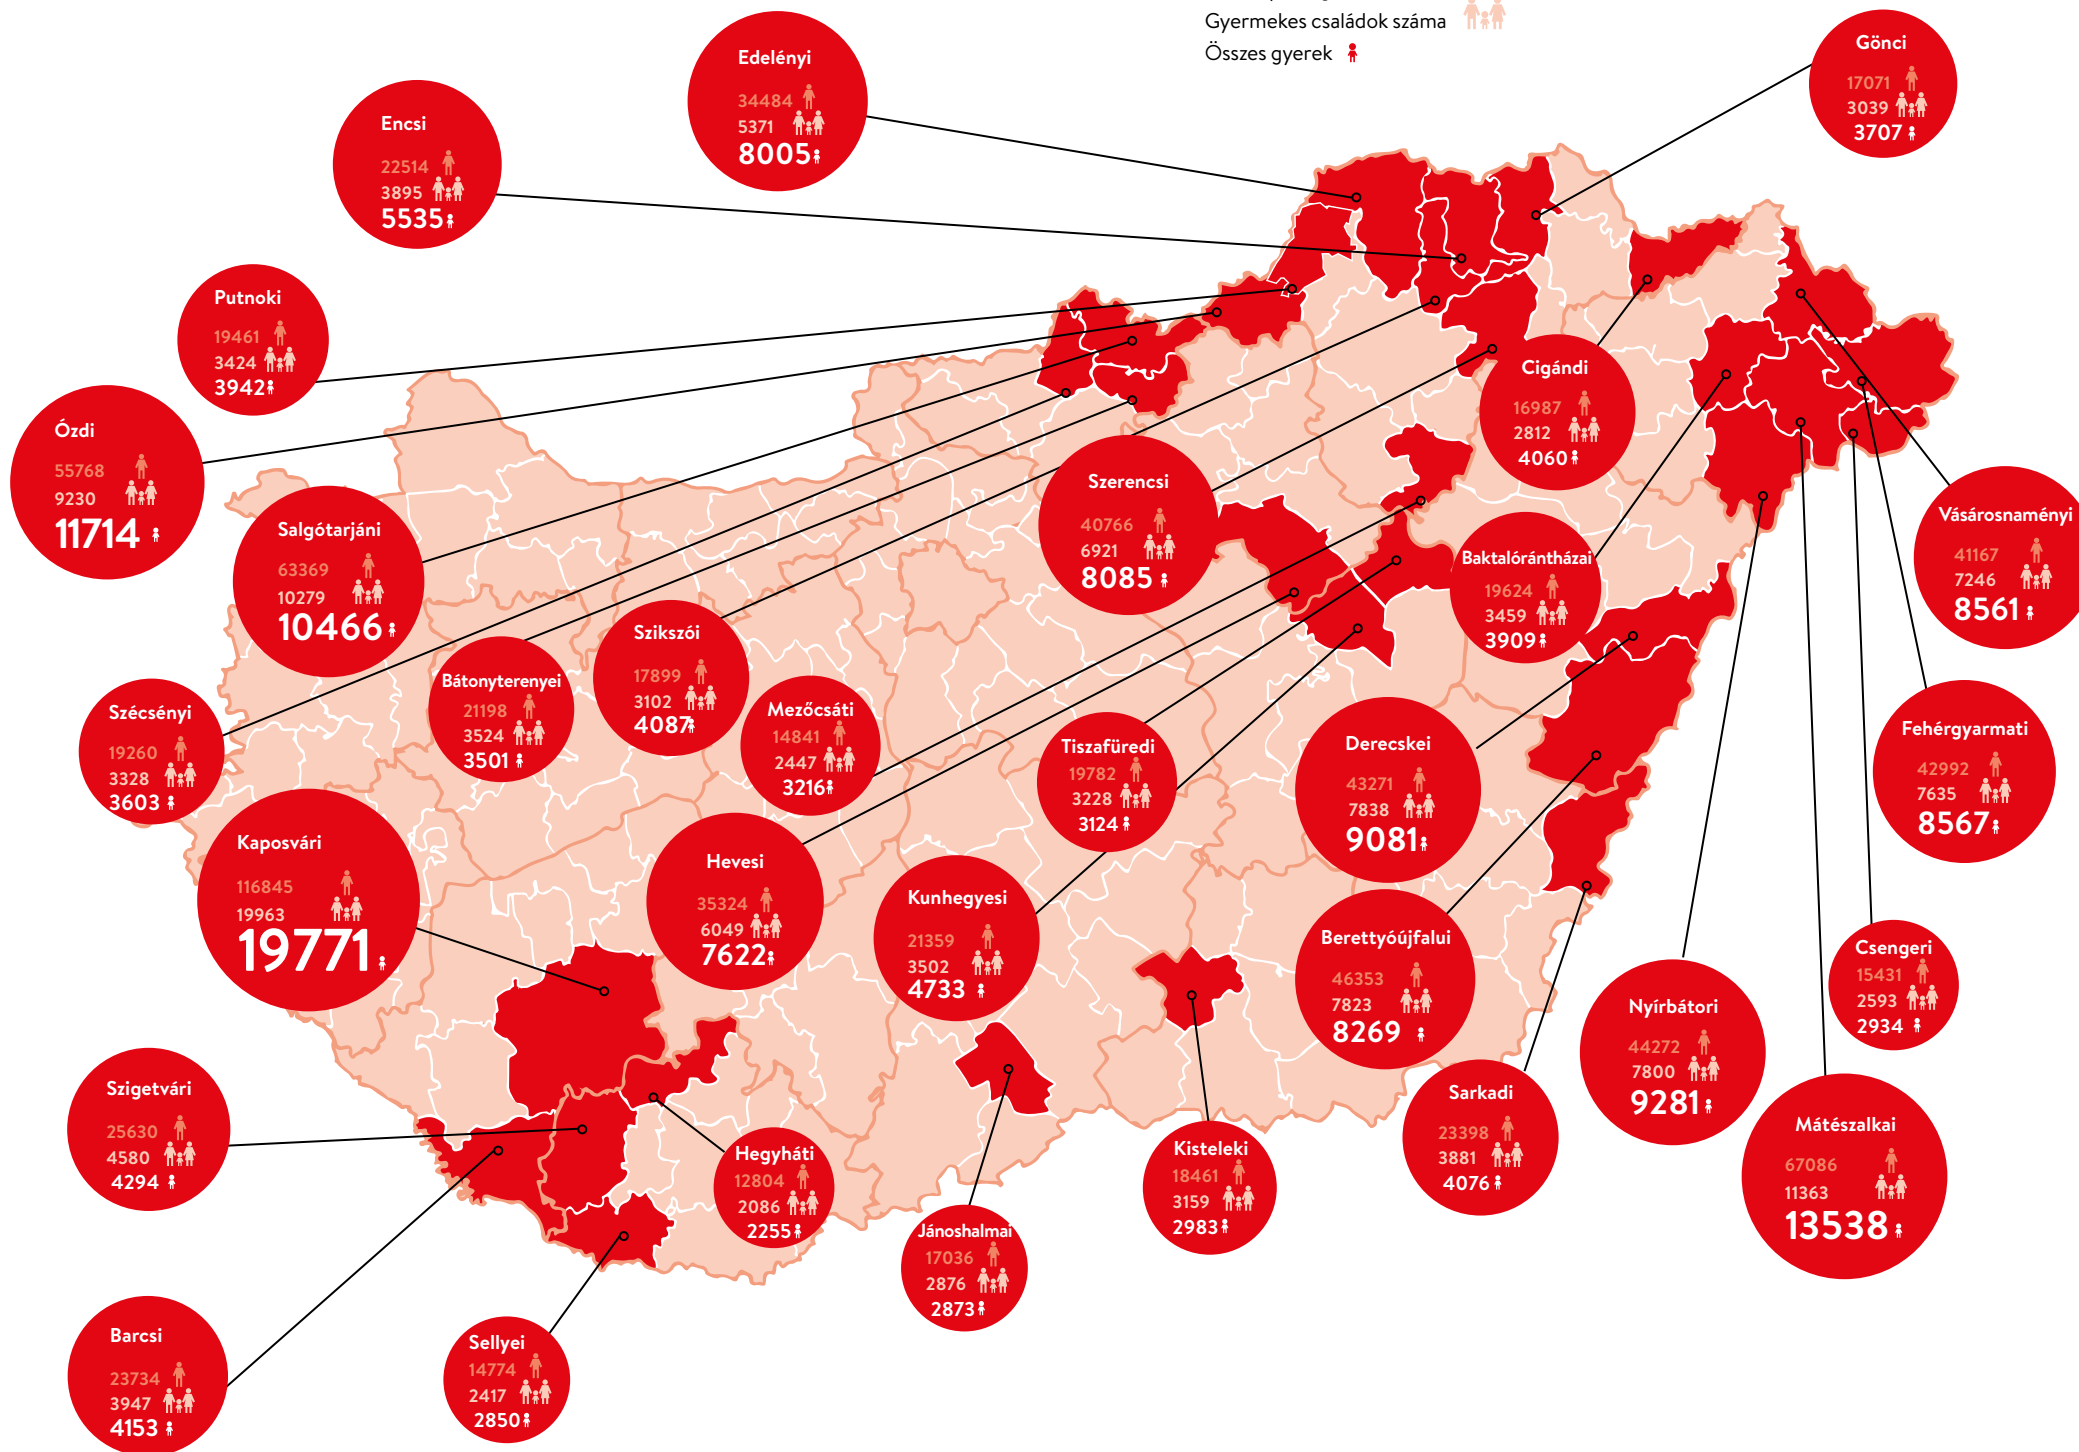 Gyermekes családok száma
Összes gyerek
Gönci
17071
3039
3707
Edelényi
34484
5371
8005
Encsi
22514
3895
5535
Putnoki
19461
3424
3942
Ózdi
55768
9230
11714
Cigándi
16987
2812
4060
Szerencsi
40766
6921
8085
Salgótarjáni
63369
10279
10466
Vásárosnaményi
41167
7246
8561
Baktalórántházai
19624
3459
3909
Szikszói
17899
3102
4087
Bátonyterenyei
21198
3524
3501
Szécsényi
19260
3328
3603
Mezőcsáti
14841
2447
3216
Tiszafüredi
19782
3228
3124
Derecskei
43271
7838
9081
Fehérgyarmati
42992
7635
8567
Kaposvári
116845
19963
19771
Hevesi
35324
6049
7622
Kunhegyesi
21359
3502
4733
Berettyóújfalui
46353
7823
8269
Csengeri
15431
2593
2934
Nyírbátori
44272
7800
9281
Szigetvári
25630
4580
4294
Sarkadi
23398
3881
4076
Mátészalkai
67086
11363
13538
Hegyháti
12804
2086
2255
Kisteleki
18461
3159
2983
Jánoshalmai
17036
2876
2873
Barcsi
23734
3947
4153
Sellyei
14774
2417
2850